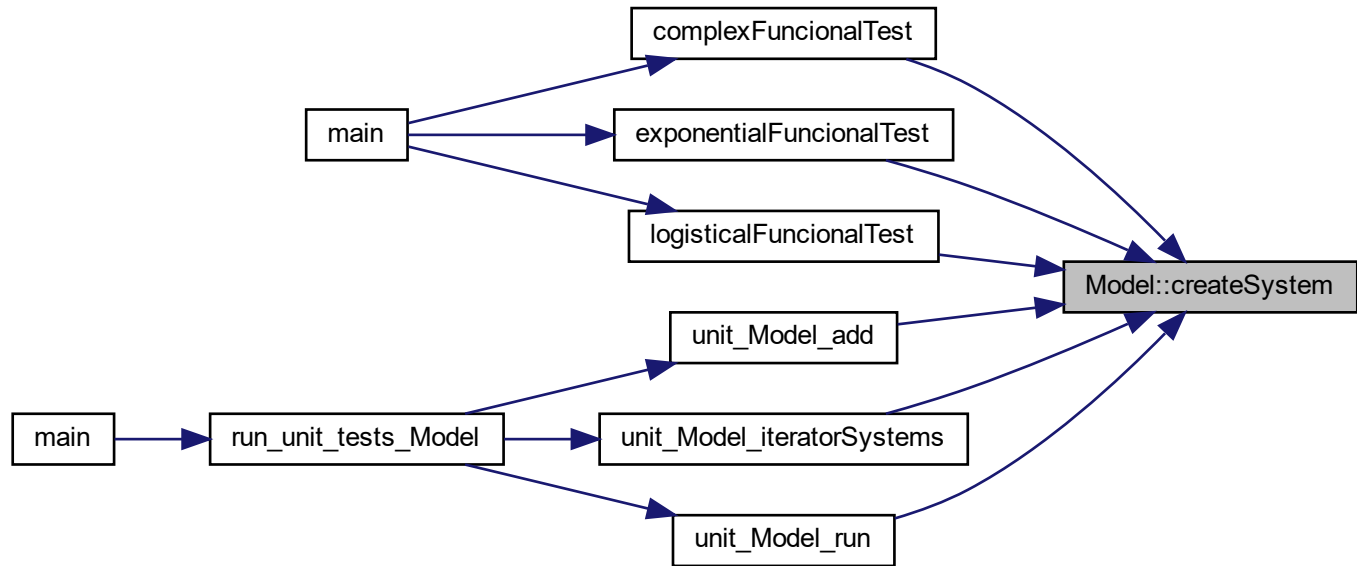 complexFuncionalTest
main
exponentialFuncionalTest
logisticalFuncionalTest
Model::createSystem
unit_Model_add
main
run_unit_tests_Model
unit_Model_iteratorSystems
unit_Model_run